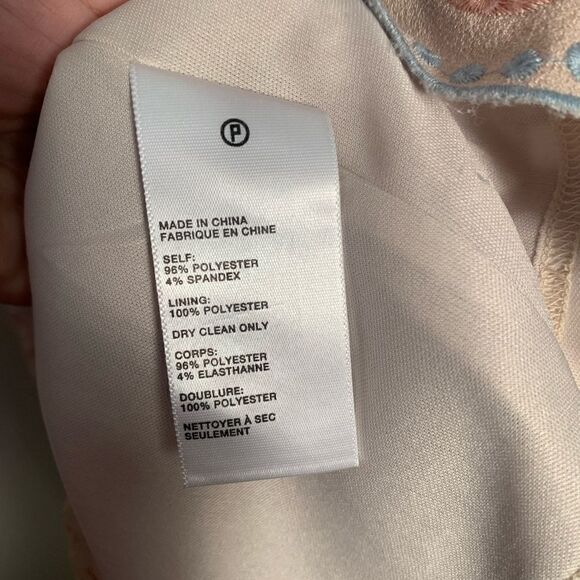 P
MADE IN CHINA
FABRIQUE EN CHINE
SELF:
96% POLYESTER
4% SPANDEX
LINING:
100% POLYESTER
DRY CLEAN ONLY
CORPS:
96% POLYESTER
4% ELASTHANNE
DOUBLURE:
100% POLYESTER
NETTOYER À SEC
SEULEMENT